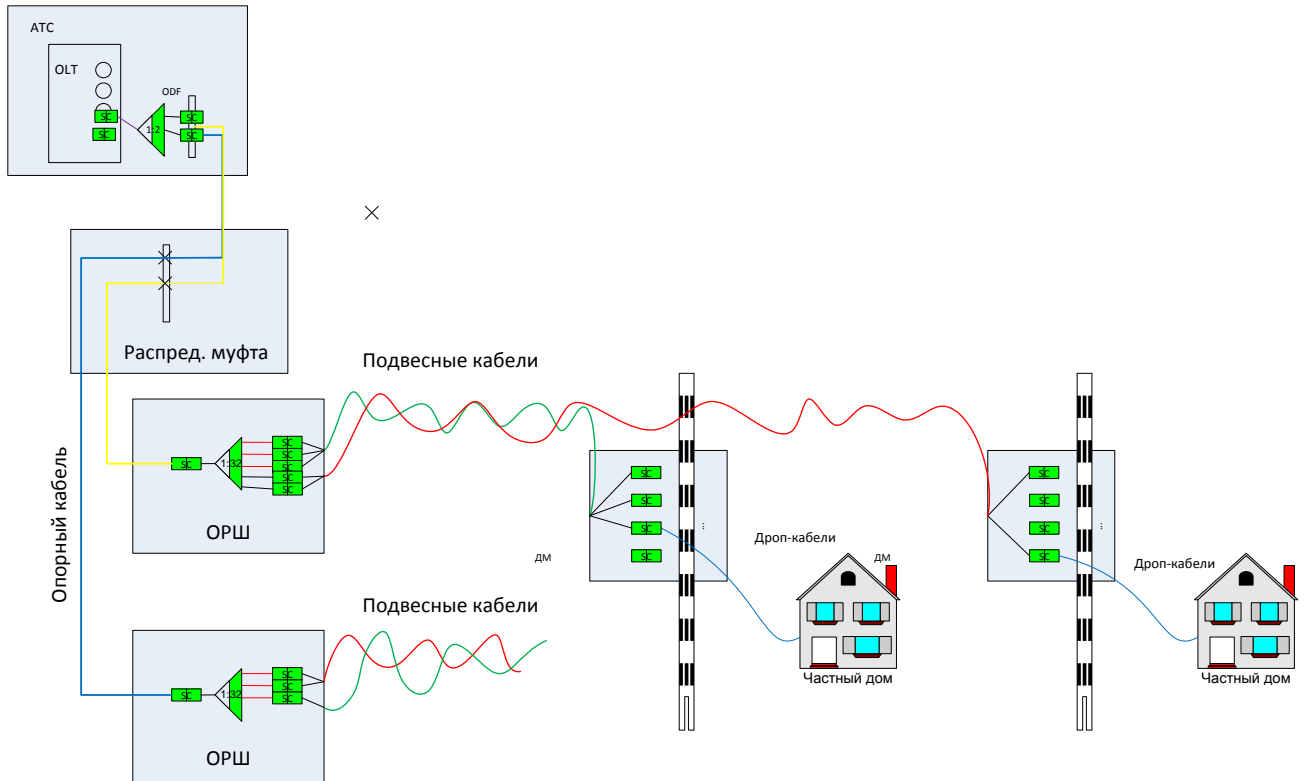 АТС
OLT
ODF
SC
1:2
SC
SC
SC
Распред. муфта
Подвесные кабели
Опорный кабель
SC
1:32
SC
SC
SC
SC
SC
ОРШ
SC
SC
SC
SC
...
дм
Дроп-кабели
дм
Частный дом
SC
SC
SC
SC
...
Дроп-кабели
Частный дом
Подвесные кабели
SC
1:32
SC
SC
SC
ОРШ